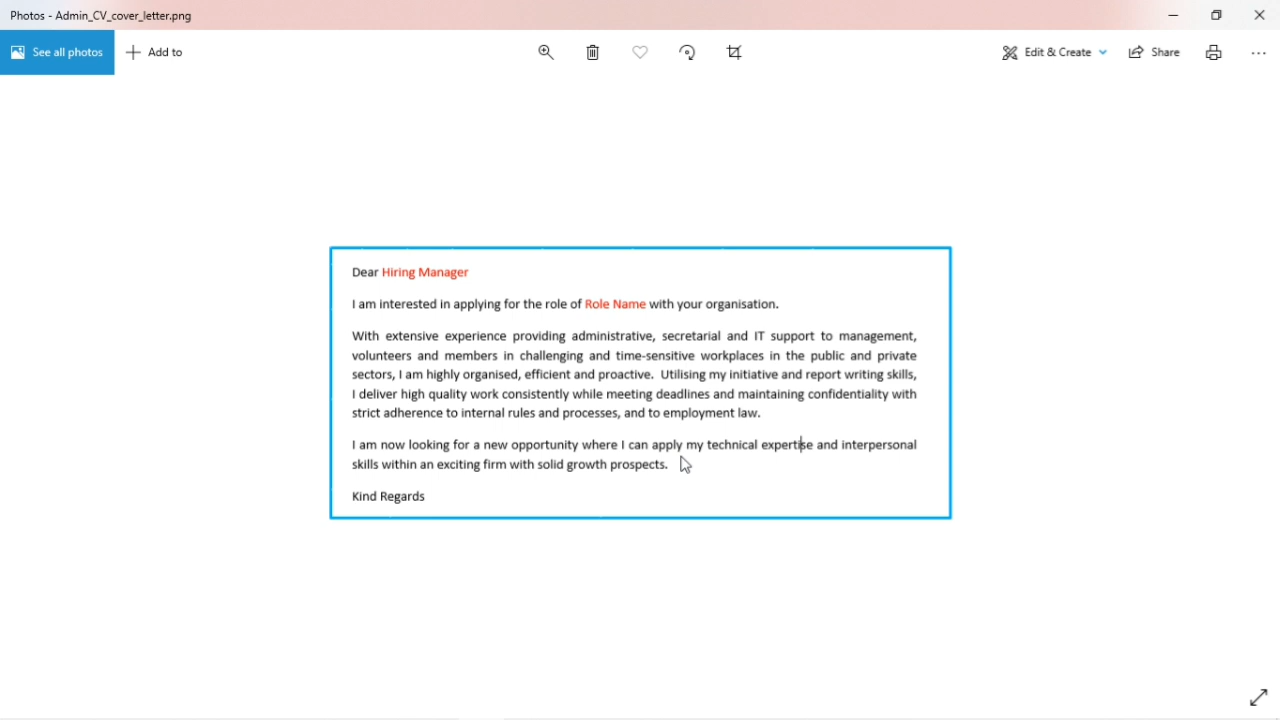 Photos - Admin_CV_cover_letter.png
See all photos
Add to
Edit & Create
Share
Dear Hiring Manager
I am interested in applying for the role of Role Name with your organisation.
With extensive experience providing administrative, secretarial and IT support to management,
volunteers and members in challenging and time-sensitive workplaces in the public and private
sectors, I am highly organised, efficient and proactive. Utilising my initiative and report writing skills,
I deliver high quality work consistently while meeting deadlines and maintaining confidentiality with
strict adherence to internal rules and processes, and to employment law.
I am now looking for a new opportunity where I can apply my technical expertise and interpersonal
skills within an exciting firm with solid growth prospects.
Kind Regards